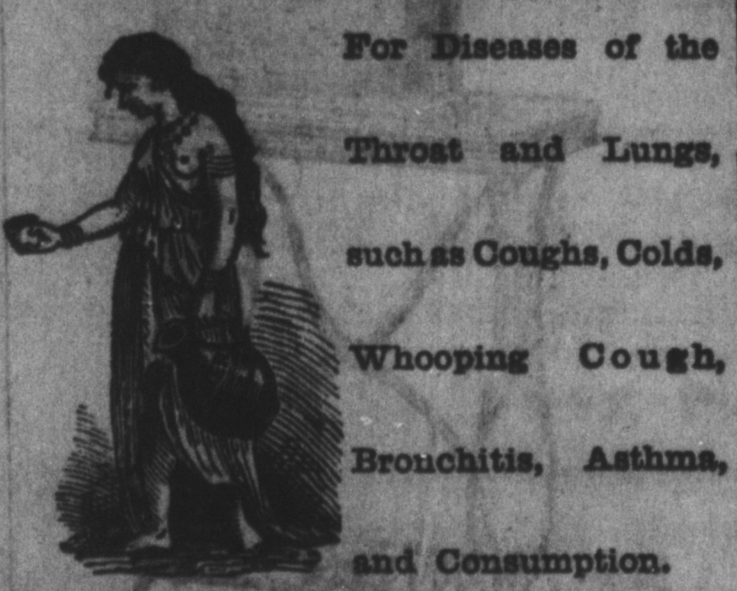 For Diseases of the
Throat and Lungs,
such as Coughs, Colds,
Whooping Cough,
Bronchitis, Asthma,
and Consumption.